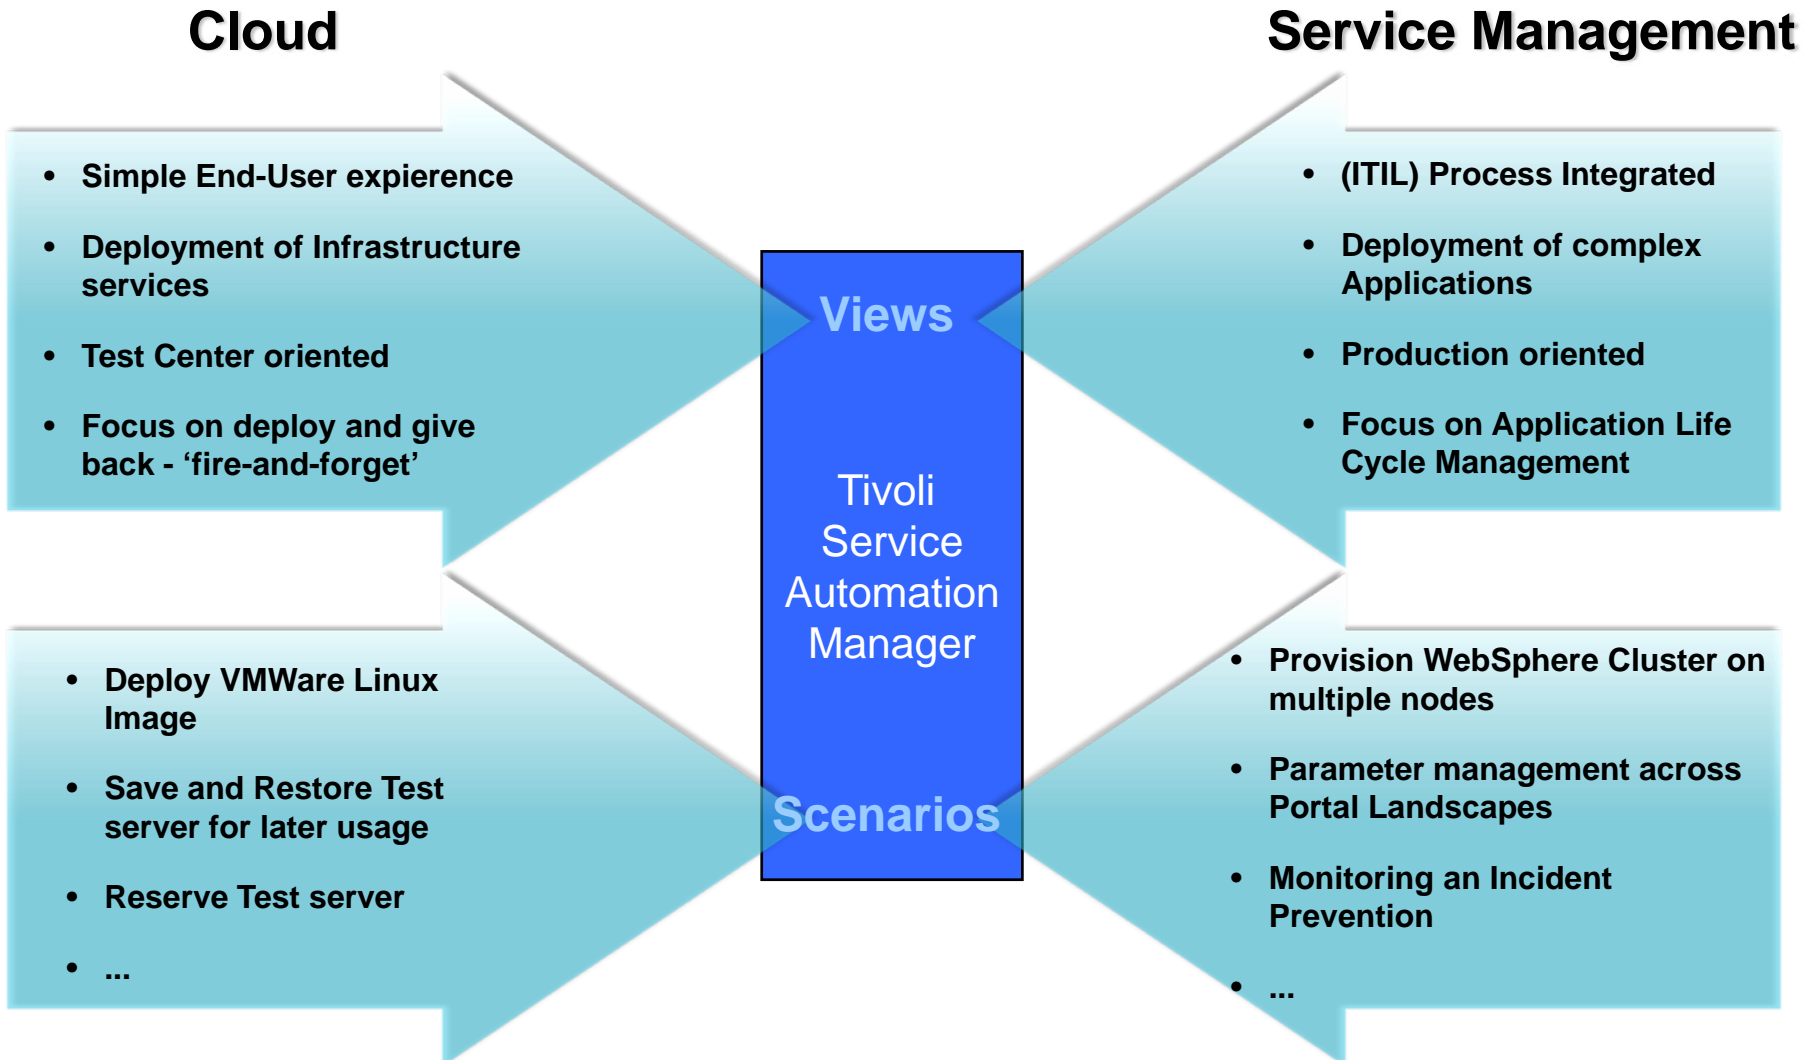 Cloud
Service Management
• Simple End-User expierence
• Deployment of Infrastructure
services
• Test Center oriented
• Focus on deploy and give
back - ‘fire-and-forget’
Views
Tivoli
Service
Automation
Manager
Scenarios
• (ITIL) Process Integrated
• Deployment of complex
Applications
• Production oriented
• Focus on Application Life
Cycle Management
• Deploy VMWare Linux
Image
• Save and Restore Test
server for later usage
• Reserve Test server
• ...
• Provision WebSphere Cluster on
multiple nodes
• Parameter management across
Portal Landscapes
• Monitoring an Incident
Prevention
• ...